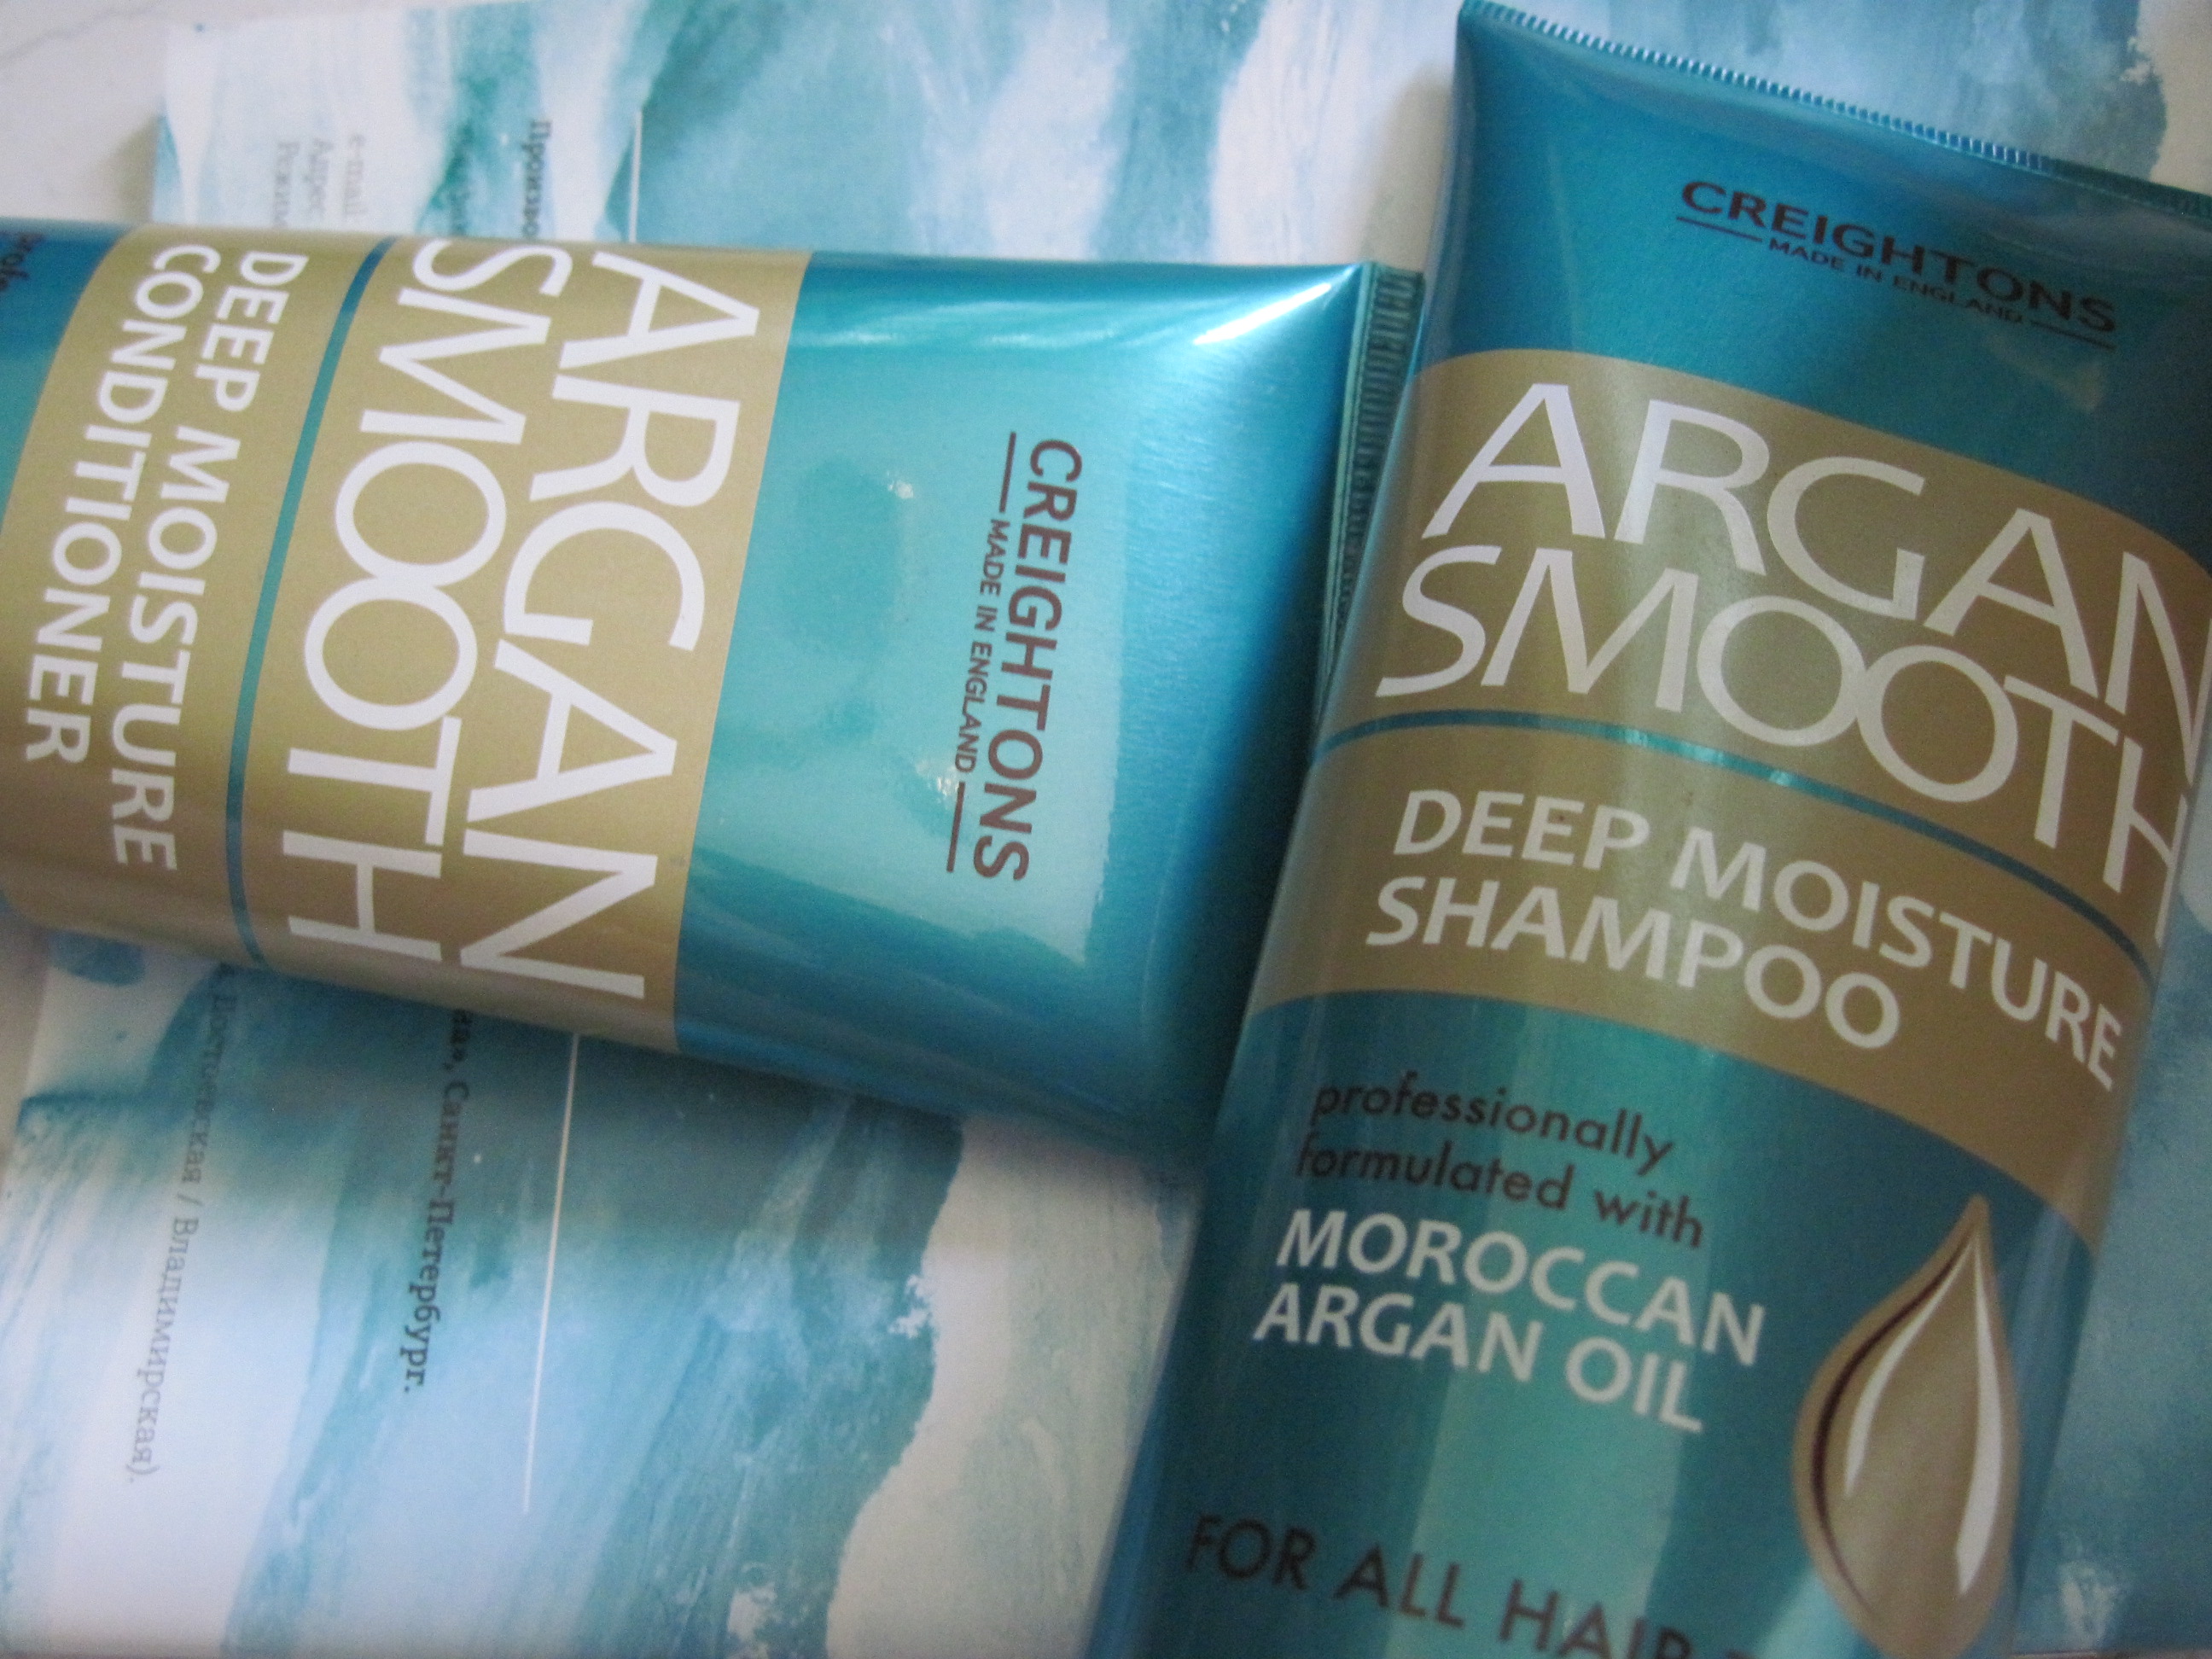 CREIGHTONS
MADE IN ENGLAND
ARGAN
SMOOTH
DEEP MOISTURE
CONDITIONER
CREIGHTONS
MADE IN ENGLAND
ARGAN
SMOOTH
DEEP MOISTURE
SHAMPOO
professionally
formulated with
MOROCCAN
ARGAN OIL
FOR ALL HAIR
e-mail
Адрес
Санкт-Петербург.
/ Владимирская).